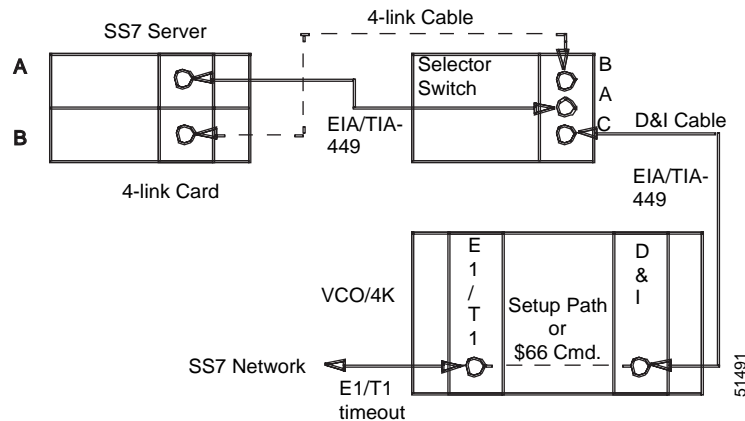 4-link Cable
SS7 Server
A
B
4-link Card
EIA/TIA-
449
Selector
Switch
B
A
C
D&I Cable
EIA/TIA-
449
VCO/4K
E
1
/
T
1
Setup Path
or
$66 Cmd.
D
&
I
SS7 Network
E1/T1
timeout
51491